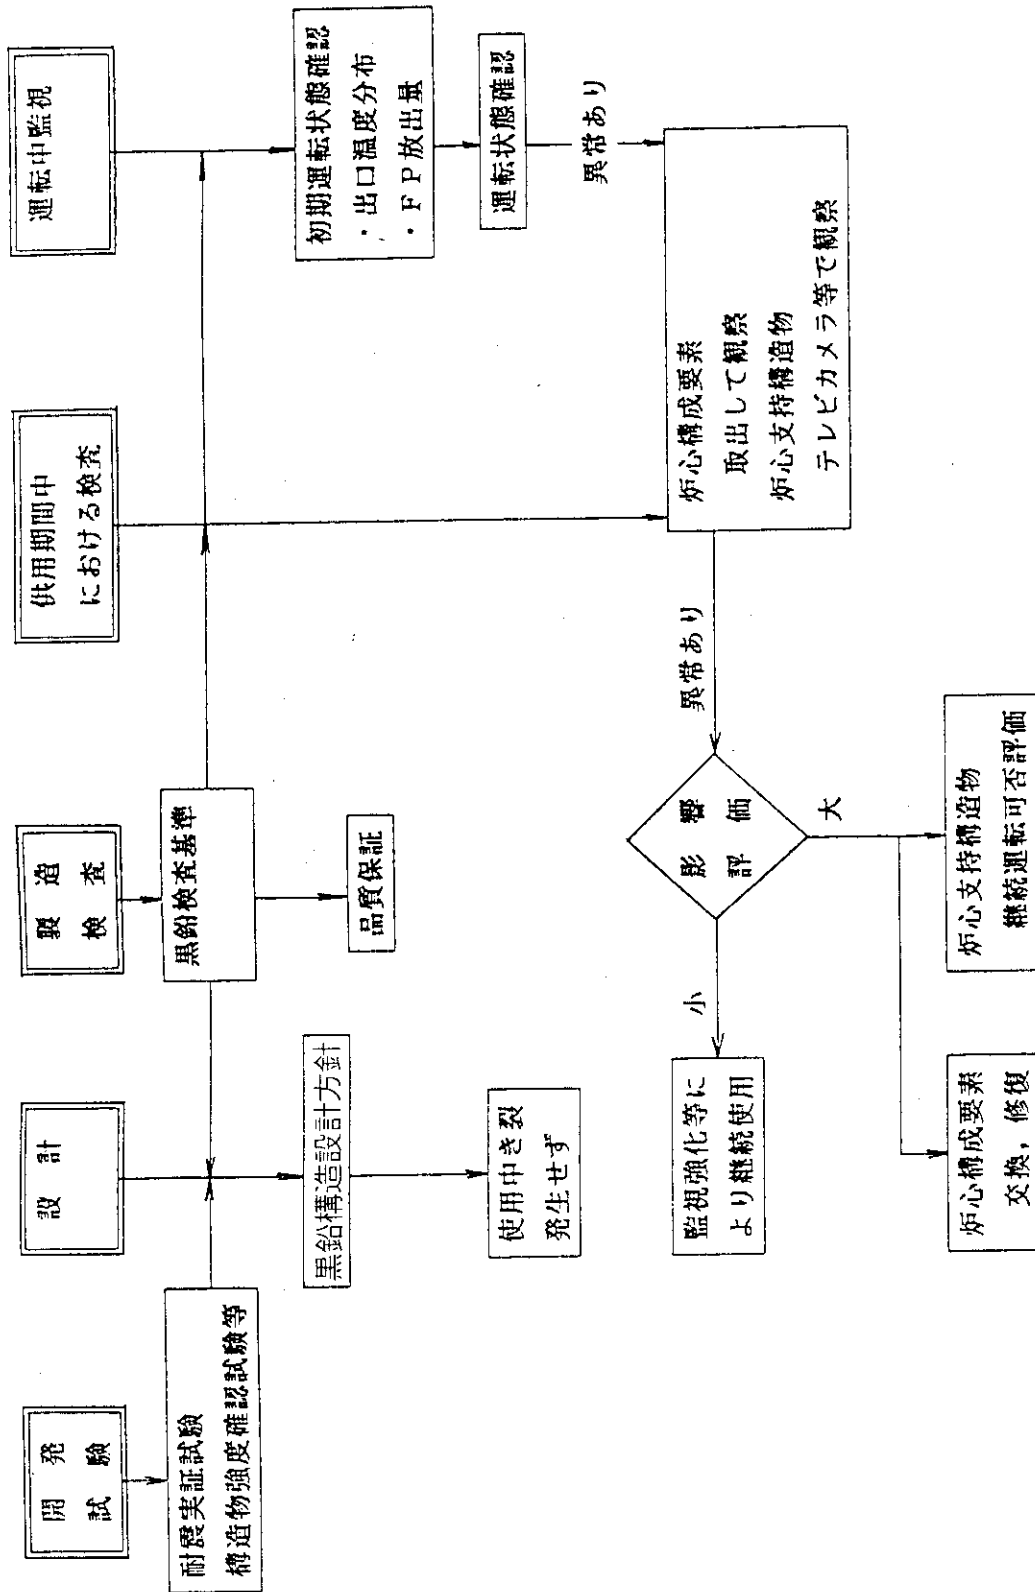 開発
試験
設計
製造
検査
供用期間中
における検査
運転中監視
耐震実証試験
構造物強度確認試験等
黒鉛検査基準
黒鉛構造設計方針
品質保証
初期運転状態確認
・出口温度分布
・FP放出量
使用中き裂
発生せず
運転状態確認
異常あり
炉心構成要素
取出して観察
炉心支持構造物
テレビカメラ等で観察
異常あり
影響
評価
小
大
監視強化等に
より継続使用
炉心構成要素
交換，修復
炉心支持構造物
継続運転可否評価